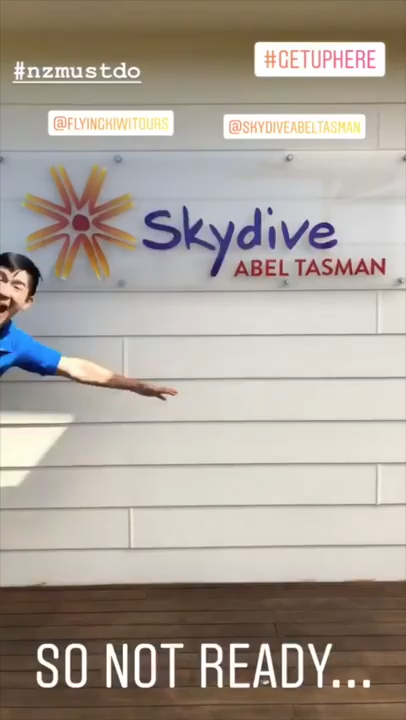 #GETUPHERE
#nzmustdo
@FLYINGKIWITOURS @SKYDIVEABELTASMAN
Skydive
ABEL TASMAN
SO NOT READY...